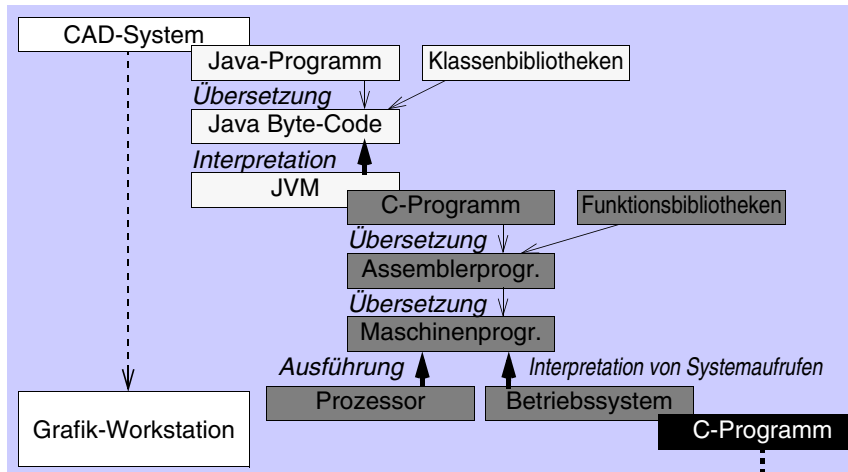 CAD-System
Java-Programm
Klassenbibliotheken
Übersetzung
Java Byte-Code
Interpretation
JVM
C-Programm
Funktionsbibliotheken
Übersetzung
Assemblerprogr.
Übersetzung
Maschinenprogr.
Ausführung
Interpretation von Systemaufrufen
Prozessor
Betriebssystem
Grafik-Workstation
C-Programm